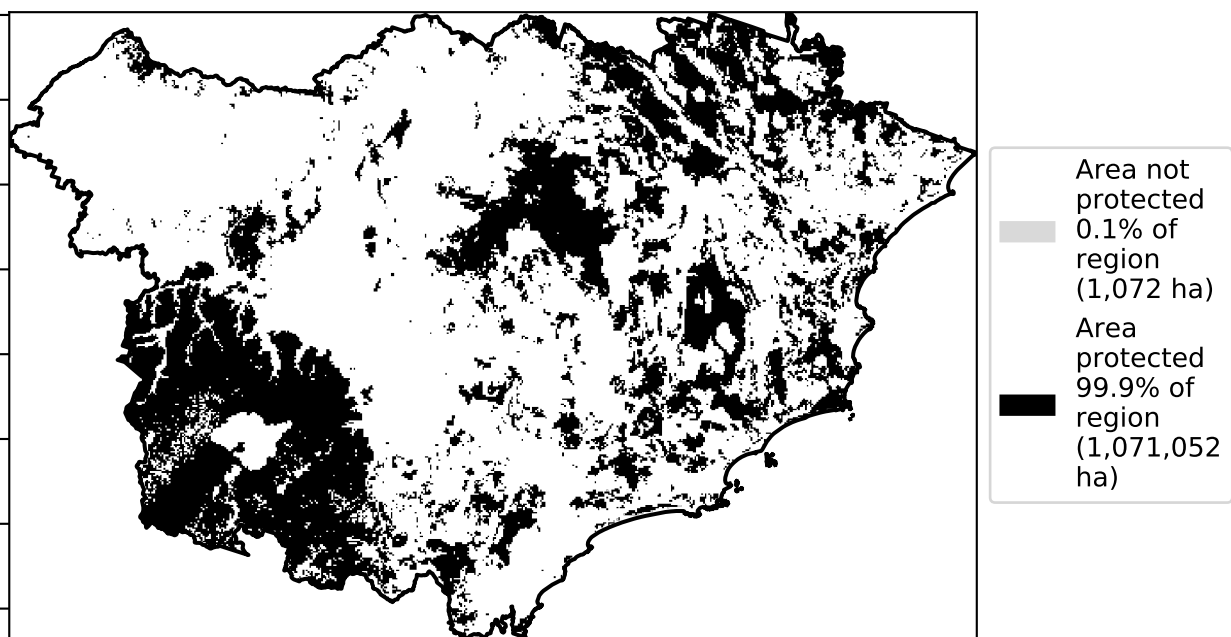 Area not
protected
0.1% of
region
(1,072 ha)
Area
protected
99.9% of
region
(1,071,052
ha)